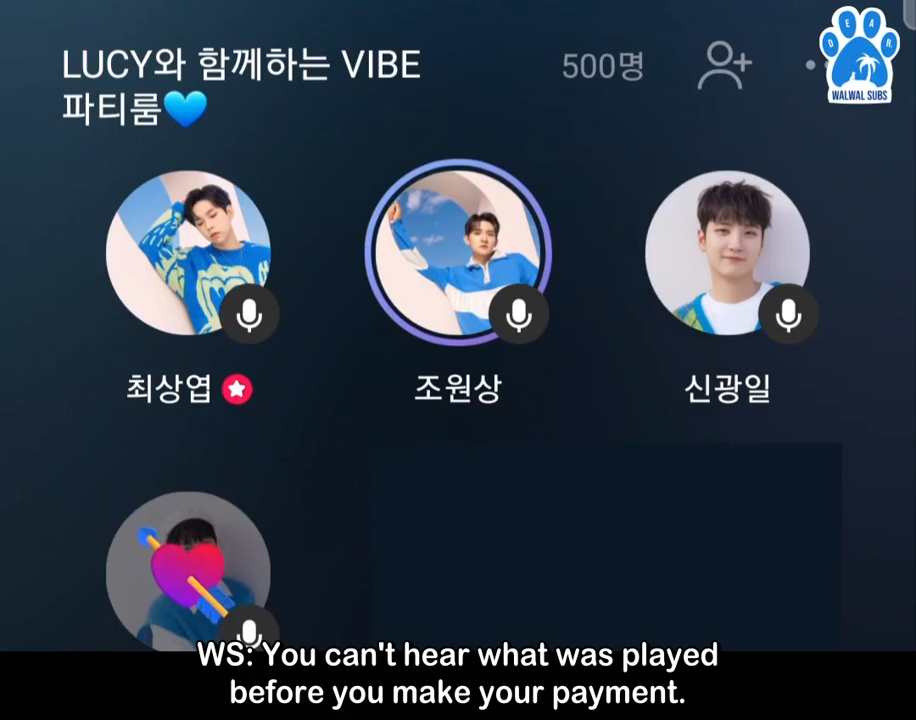 LUCY와 함께하는 VIBE
파티룸💙
500명
DEAR.
WALWAL SUBS
최상엽
조원상
신광일
WS: You can't hear what was played
before you make your payment.